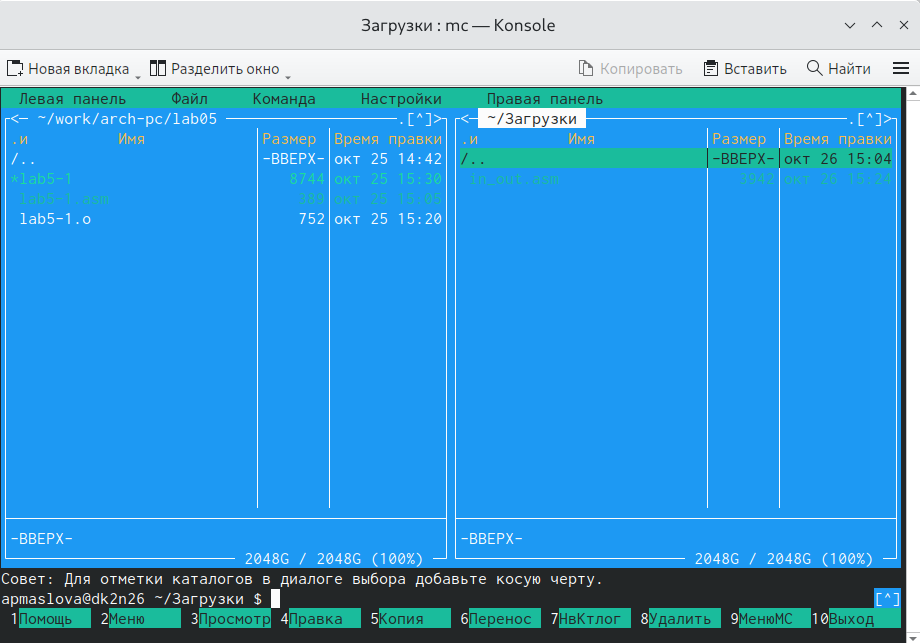 Загрузки : mc — Konsole
Новая вкладка Разделить окно Копировать Вставить Найти
Левая панель Файл Команда Настройки Правая панель
<— ~/work/arch-pc/lab05 .[^]> <— ~/Загрузки .[^]>
.и Имя Размер Время правки .и Имя Размер Время правки
/.. -ВВЕРХ- окт 25 14:42 /.. -ВВЕРХ- окт 26 15:04
*lab5-1 8744 окт 25 15:30 in_out.asm 3942 окт 26 15:24
lab5-1.asm окт 25 15:05
lab5-1.o 752 окт 25 15:20
-ВВЕРХ- -ВВЕРХ-
2048G / 2048G (100%) 2048G / 2048G (100%)
Совет: Для отметки каталогов в диалоге выбора добавьте косую черту.
apmaslova@dk2n26 ~/Загрузки $ [^]
1Помощь 2Меню 3Просмотр 4Правка 5Копия 6Перенос 7НвКтлог 8Удалить 9МенюМС 10Выход